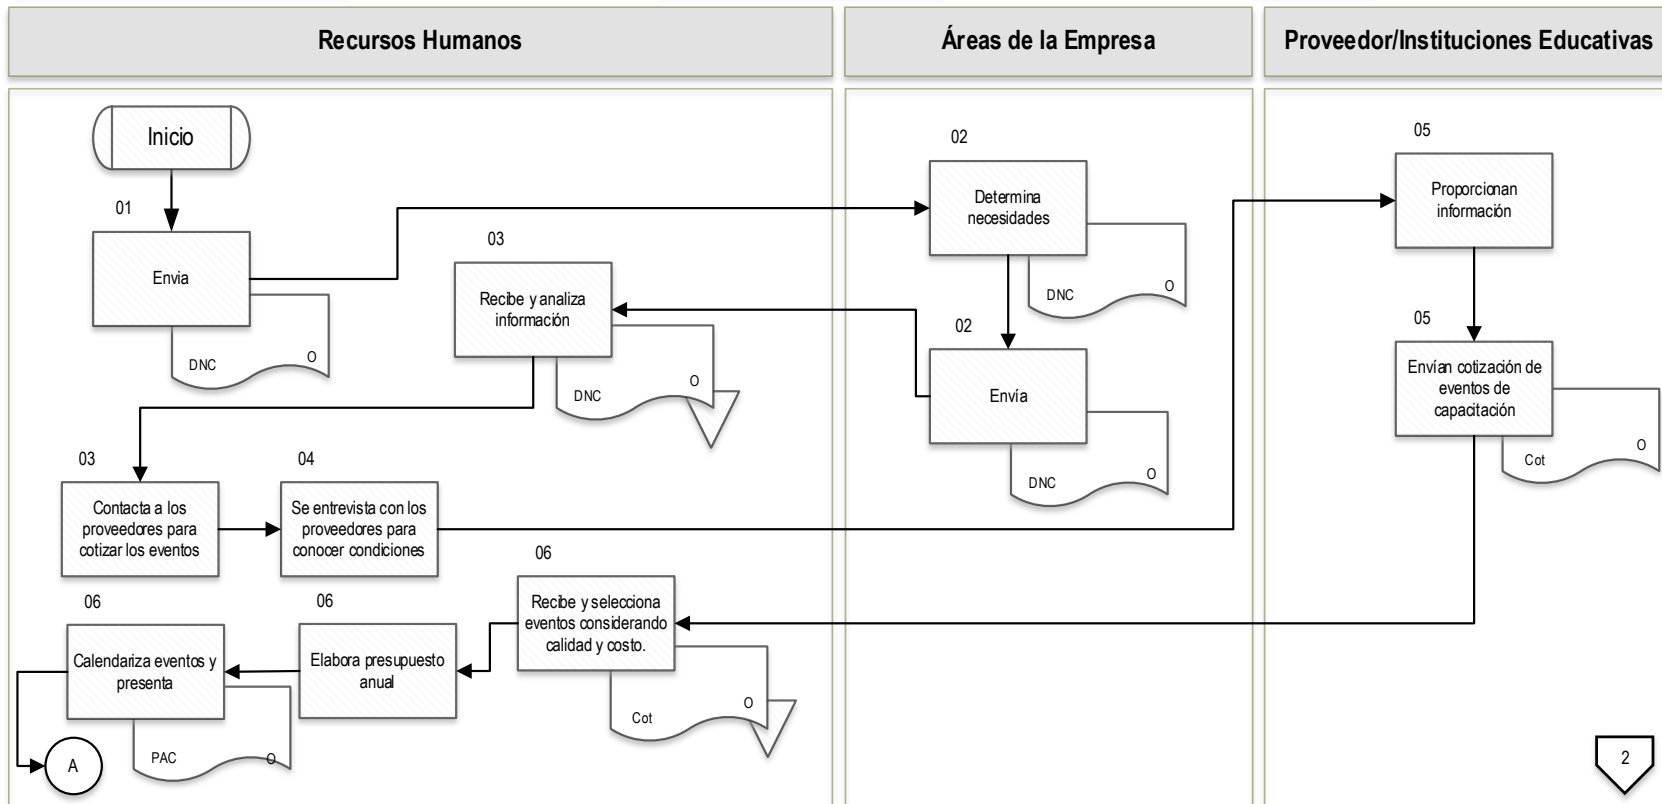 Recursos Humanos
Áreas de la Empresa
Proveedor/Instituciones Educativas
Inicio
01
Envia
DNC
O
02
Determina
necesidades
DNC
O
02
Envía
DNC
O
03
Recibe y analiza
información
DNC
O
03
Contacta a los
proveedores para
cotizar los eventos
04
Se entrevista con los
proveedores para
conocer condiciones
05
Proporcionan
información
05
Envían cotización de
eventos de
capacitación
Cot
O
06
Recibe y selecciona
eventos considerando
calidad y costo.
Cot
O
06
Elabora presupuesto
anual
06
Calendariza eventos y
presenta
PAC
O
A
2